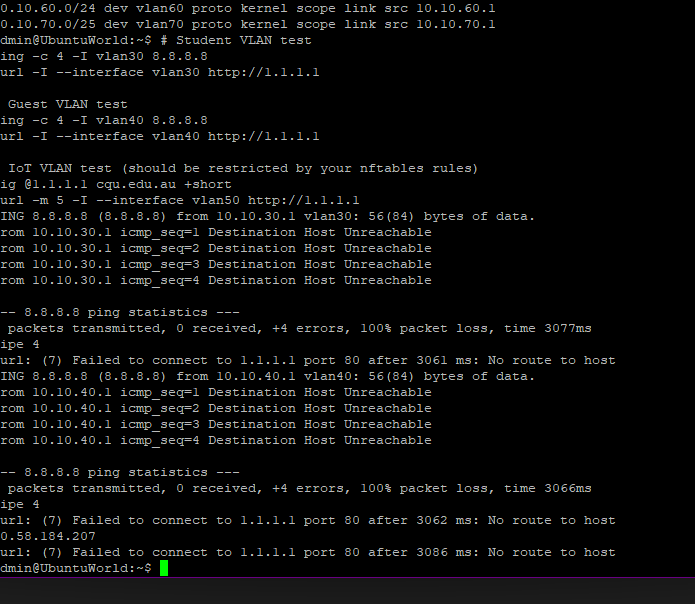 0.10.60.0/24 dev vlan60 proto kernel scope link src 10.10.60.1
0.10.70.0/25 dev vlan70 proto kernel scope link src 10.10.70.1
dmin@UbuntuWorld:~$ # Student VLAN test
ing -c 4 -I vlan30 8.8.8.8
url -I --interface vlan30 http://1.1.1.1

 Guest VLAN test
ing -c 4 -I vlan40 8.8.8.8
url -I --interface vlan40 http://1.1.1.1

 IoT VLAN test (should be restricted by your nftables rules)
ig @1.1.1.1 cqu.edu.au +short
url -m 5 -I --interface vlan50 http://1.1.1.1
ING 8.8.8.8 (8.8.8.8) from 10.10.30.1 vlan30: 56(84) bytes of data.
rom 10.10.30.1 icmp_seq=1 Destination Host Unreachable
rom 10.10.30.1 icmp_seq=2 Destination Host Unreachable
rom 10.10.30.1 icmp_seq=3 Destination Host Unreachable
rom 10.10.30.1 icmp_seq=4 Destination Host Unreachable

-- 8.8.8.8 ping statistics ---
 packets transmitted, 0 received, +4 errors, 100% packet loss, time 3077ms
ipe 4
url: (7) Failed to connect to 1.1.1.1 port 80 after 3061 ms: No route to host
ING 8.8.8.8 (8.8.8.8) from 10.10.40.1 vlan40: 56(84) bytes of data.
rom 10.10.40.1 icmp_seq=1 Destination Host Unreachable
rom 10.10.40.1 icmp_seq=2 Destination Host Unreachable
rom 10.10.40.1 icmp_seq=3 Destination Host Unreachable
rom 10.10.40.1 icmp_seq=4 Destination Host Unreachable

-- 8.8.8.8 ping statistics ---
 packets transmitted, 0 received, +4 errors, 100% packet loss, time 3066ms
ipe 4
url: (7) Failed to connect to 1.1.1.1 port 80 after 3062 ms: No route to host
0.58.184.207
url: (7) Failed to connect to 1.1.1.1 port 80 after 3086 ms: No route to host
dmin@UbuntuWorld:~$